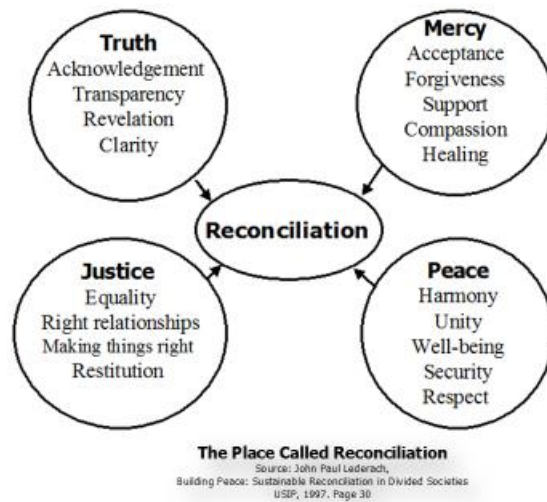 Truth
Acknowledgement
Transparency
Revelation
Clarity
Mercy
Acceptance
Forgiveness
Support
Compassion
Healing
Reconciliation
Justice
Equality
Right relationships
Making things right
Restitution
Peace
Harmony
Unity
Well-being
Security
Respect
The Place Called Reconciliation
Source: John Paul Lederach,
Building Peace: Sustainable Reconciliation in Divided Societies
USIP, 1997. Page 30